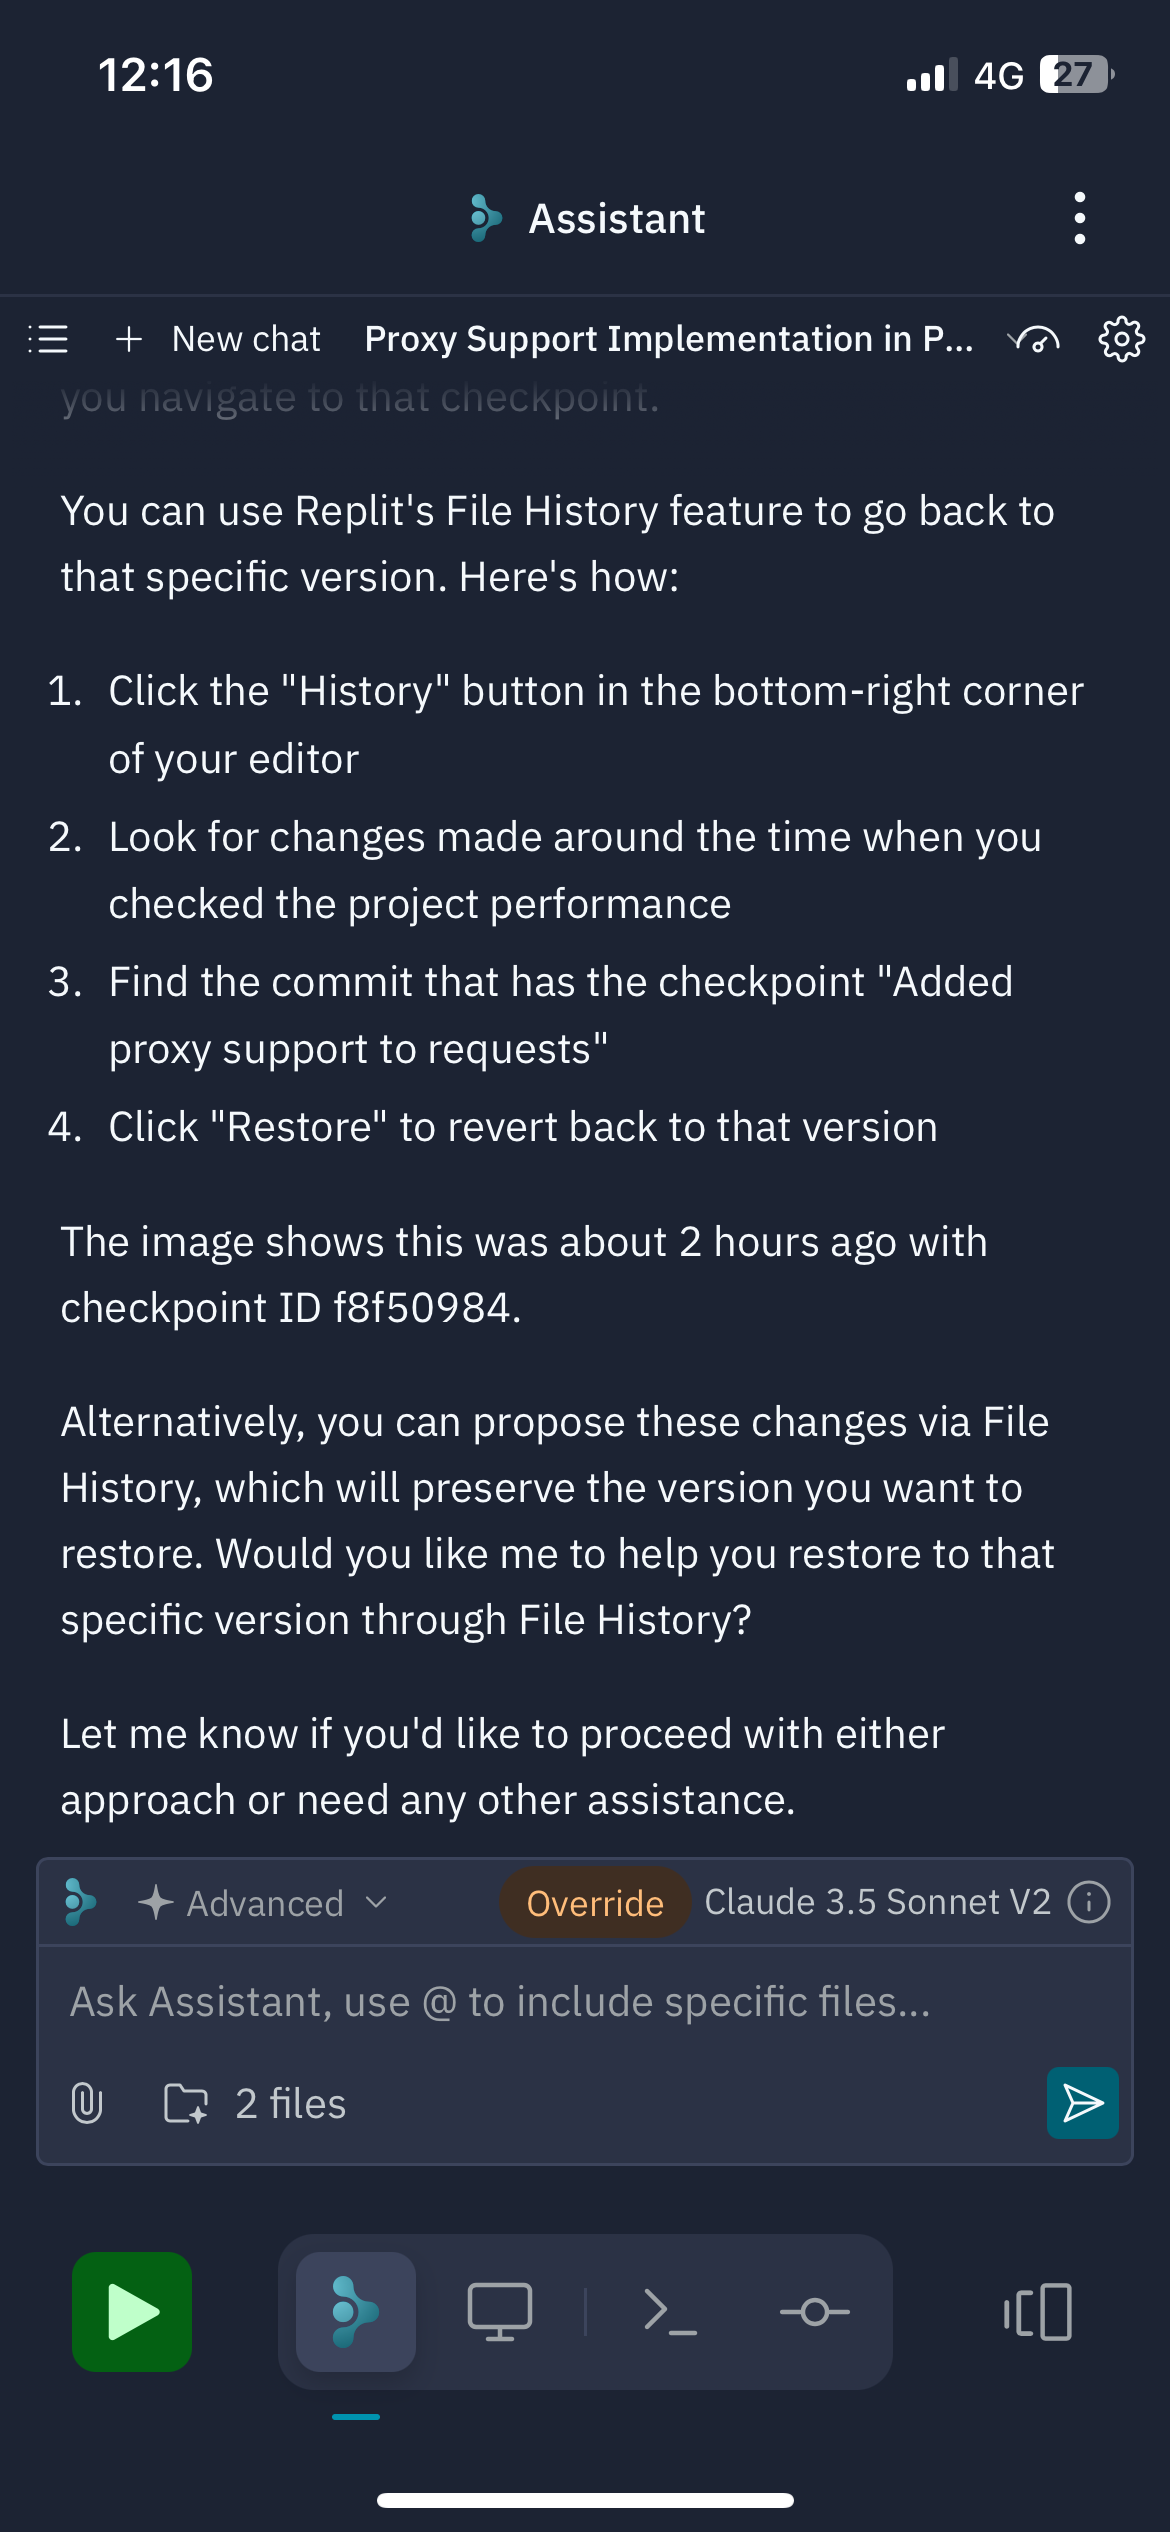 12:16
4G
27
Assistant
New chat
Proxy Support Implementation in P...
you navigate to that checkpoint.
You can use Replit's File History feature to go back to
that specific version. Here's how:
1. Click the "History" button in the bottom-right corner
of your editor
2. Look for changes made around the time when you
checked the project performance
3. Find the commit that has the checkpoint "Added
proxy support to requests"
4. Click "Restore" to revert back to that version
The image shows this was about 2 hours ago with
checkpoint ID f8f50984.
Alternatively, you can propose these changes via File
History, which will preserve the version you want to
restore. Would you like me to help you restore to that
specific version through File History?
Let me know if you'd like to proceed with either
approach or need any other assistance.
Advanced
Override
Claude 3.5 Sonnet V2
Ask Assistant, use @ to include specific files...
2 files